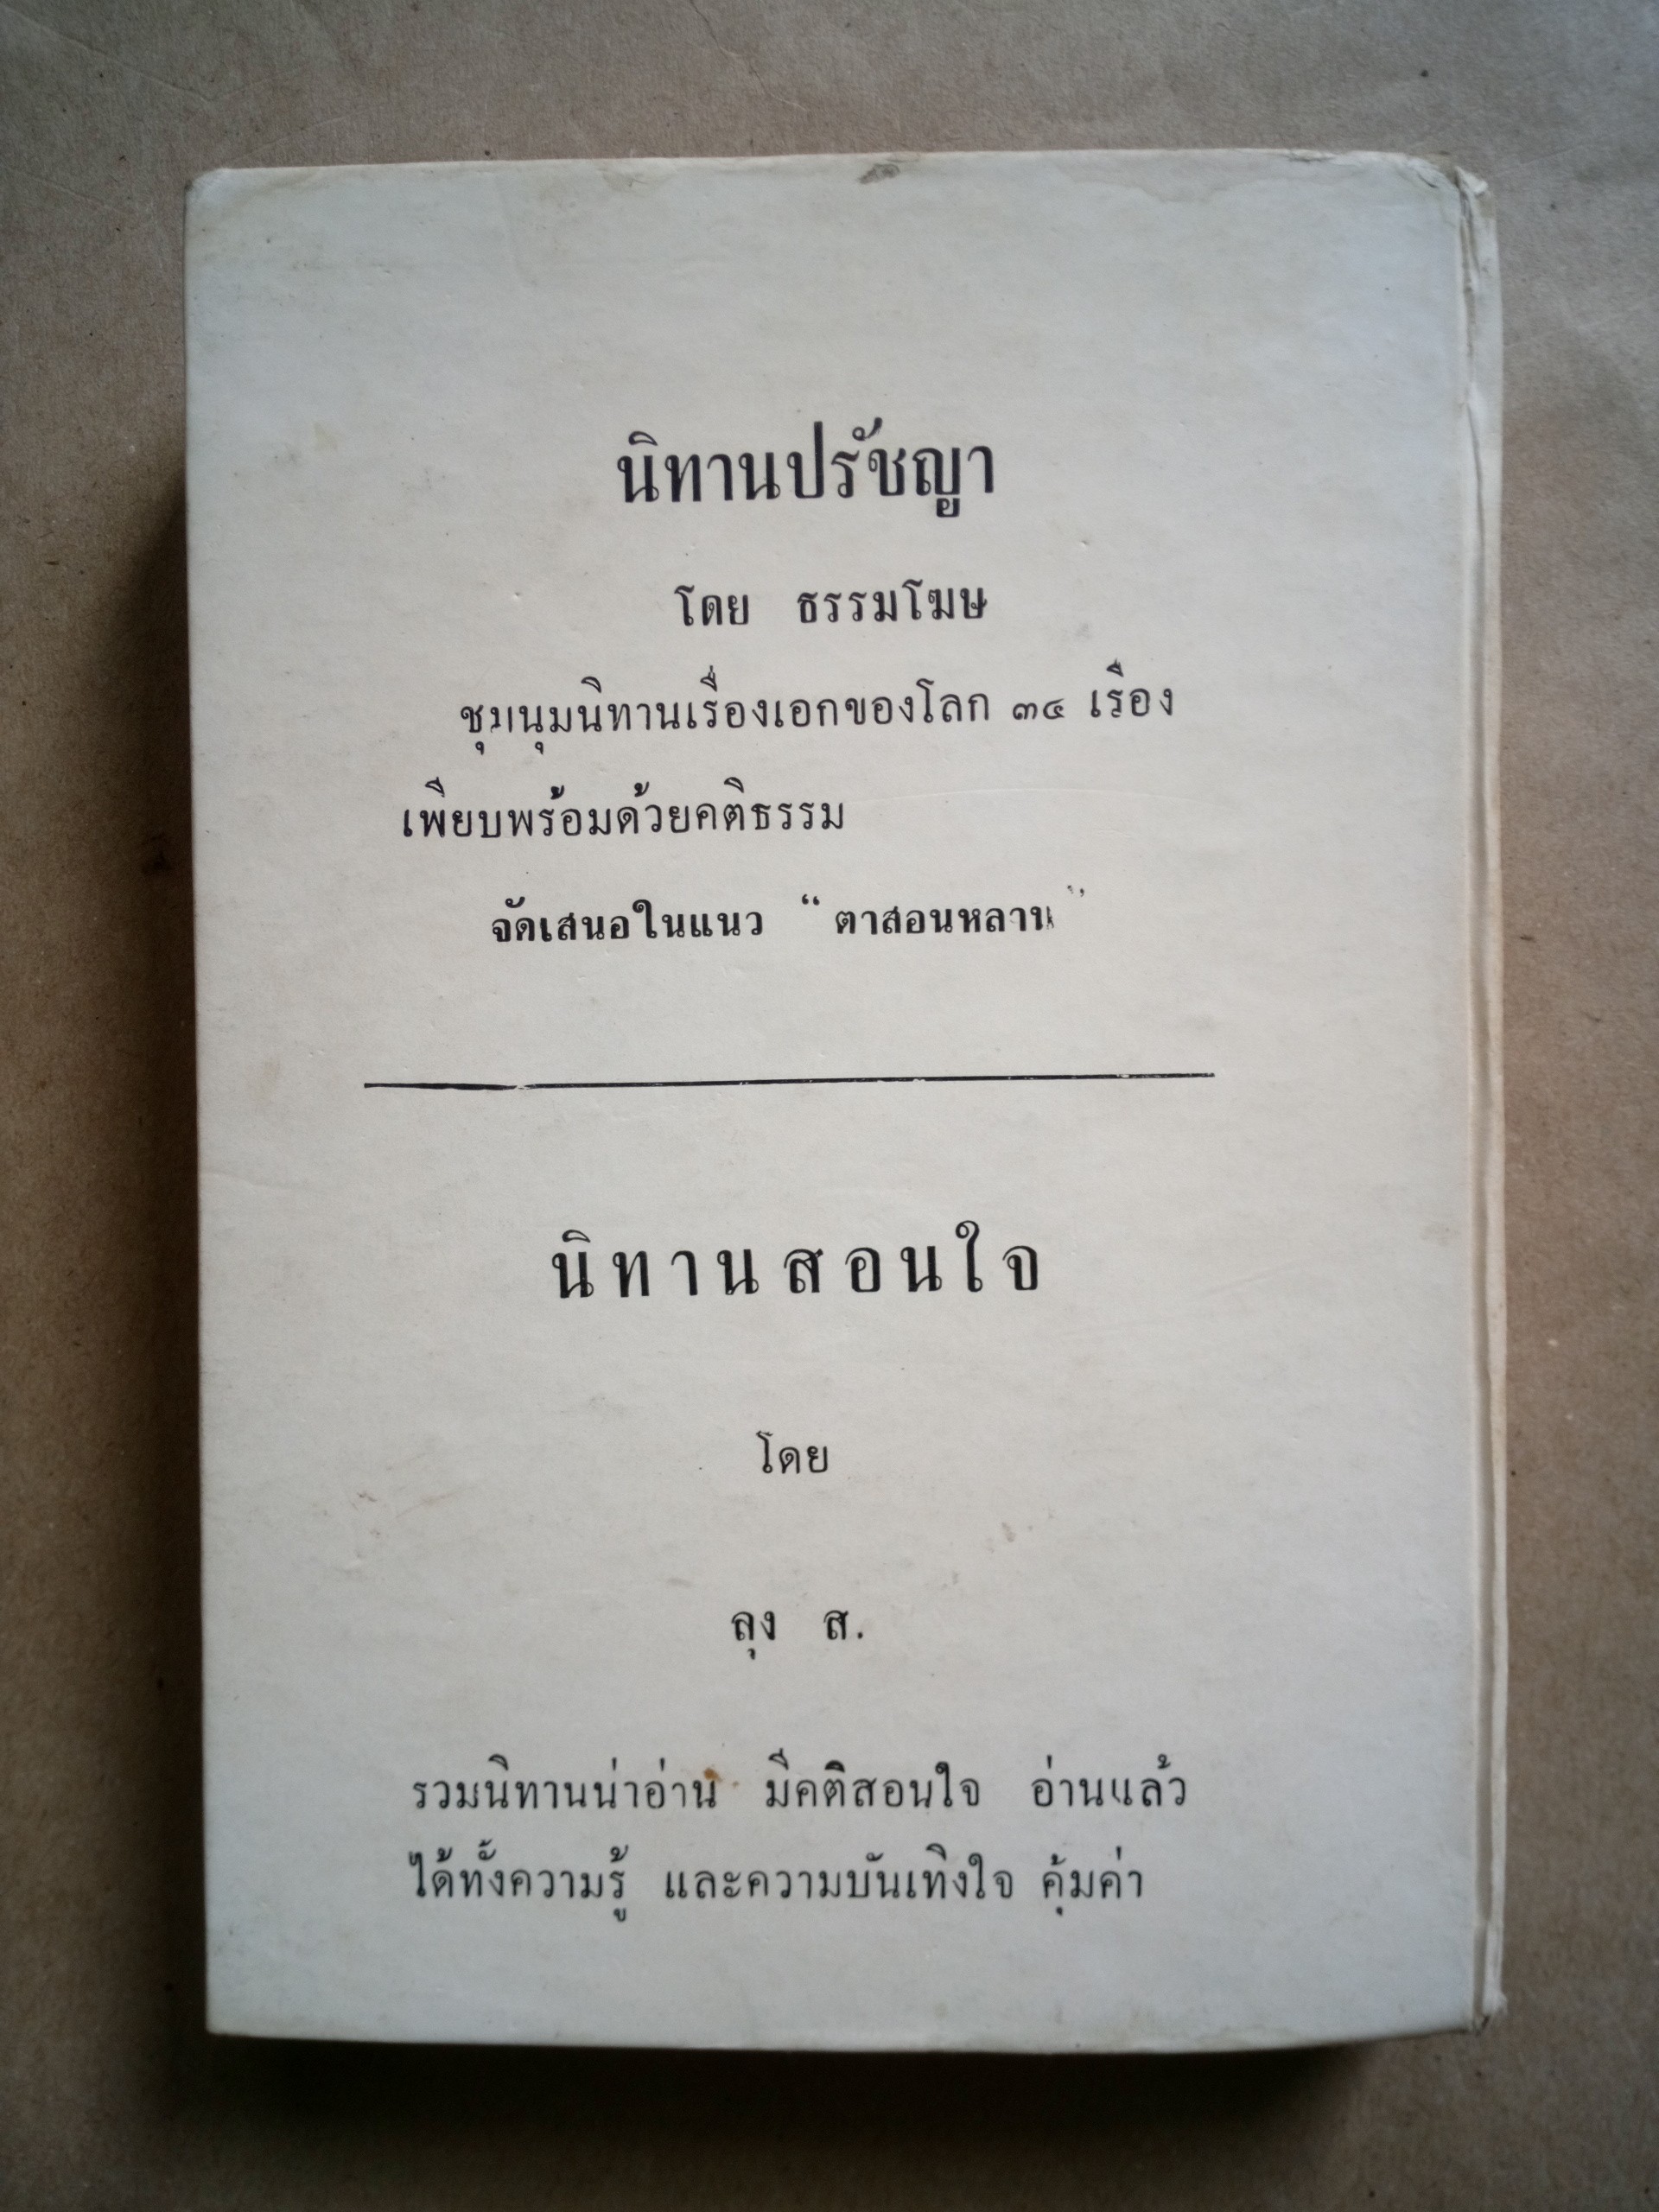 นิทานปรัชญา
โดย ธรรมโฆษ
ชุมนุมนิทานเรื่องเอกของโลก ๓๔ เรื่อง
เพียบพร้อมด้วยคติธรรม
จัดเสนอในแนว “ตาสอนหลาน”
นิทานสอนใจ
โดย
ลุง ส.
รวมนิทานน่าอ่าน มีคติสอนใจ อ่านแล้ว
ได้ทั้งความรู้ และความบันเทิงใจ คุ้มค่า